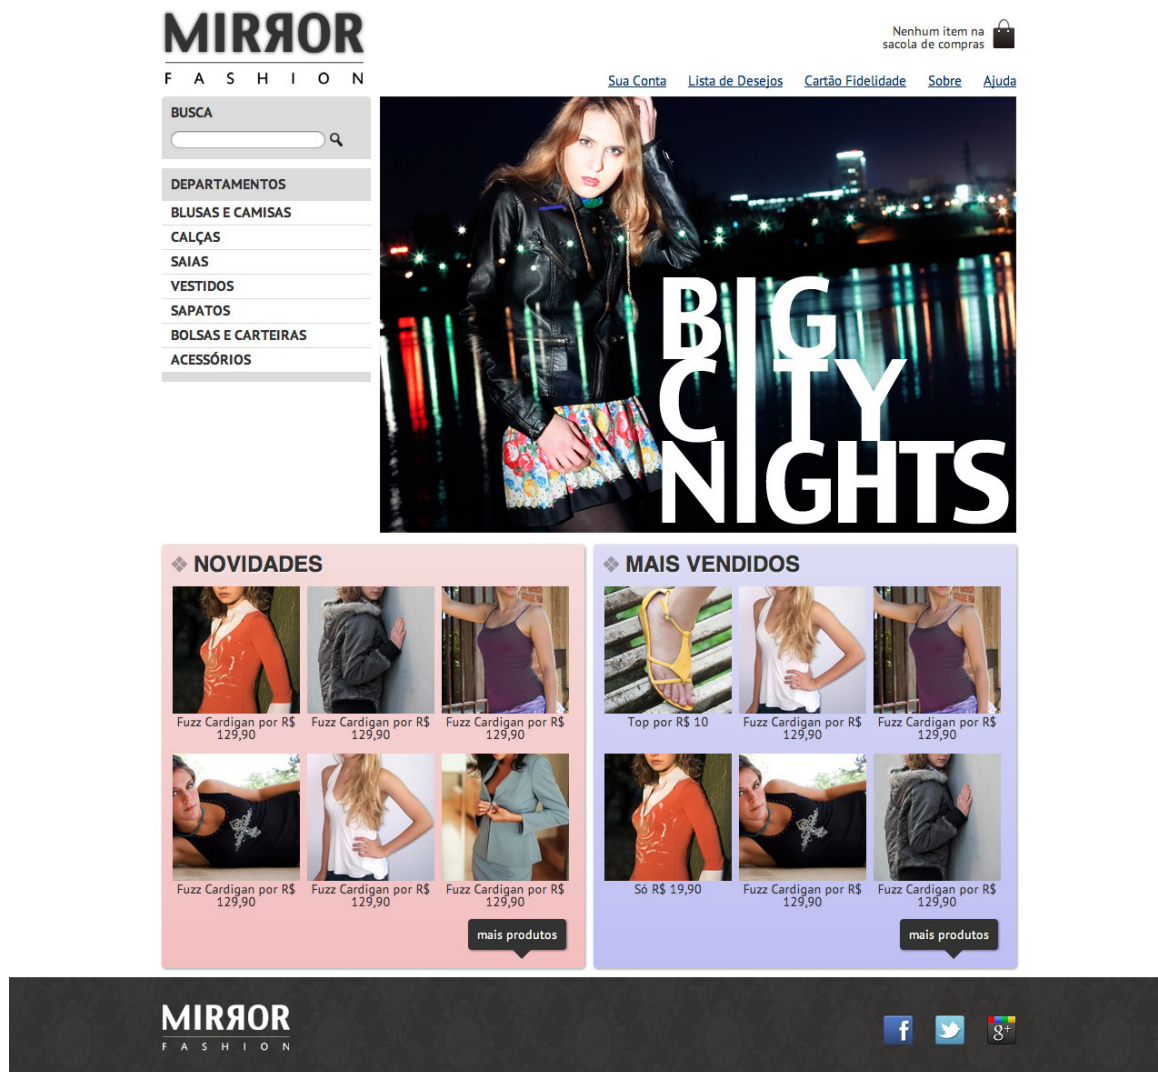 MIRЯOR
FASHION
Nenhum item na
sacola de compras
Sua Conta Lista de Desejos Cartão Fidelidade Sobre Ajuda
BUSCA
DEPARTAMENTOS
BLUSAS E CAMISAS
CALÇAS
SAIAS
VESTIDOS
SAPATOS
BOLSAS E CARTEIRAS
ACESSÓRIOS
BIG
CITY
NIGHTS
NOVIDADES
Fuzz Cardigan por R$
129,90
Fuzz Cardigan por R$
129,90
Fuzz Cardigan por R$
129,90
Fuzz Cardigan por R$
129,90
Fuzz Cardigan por R$
129,90
Fuzz Cardigan por R$
129,90
mais produtos
MAIS VENDIDOS
Top por R$ 10
Fuzz Cardigan por R$
129,90
Fuzz Cardigan por R$
129,90
Só R$ 19,90
Fuzz Cardigan por R$
129,90
Fuzz Cardigan por R$
129,90
mais produtos
MIRЯOR
FASHION
f
g+